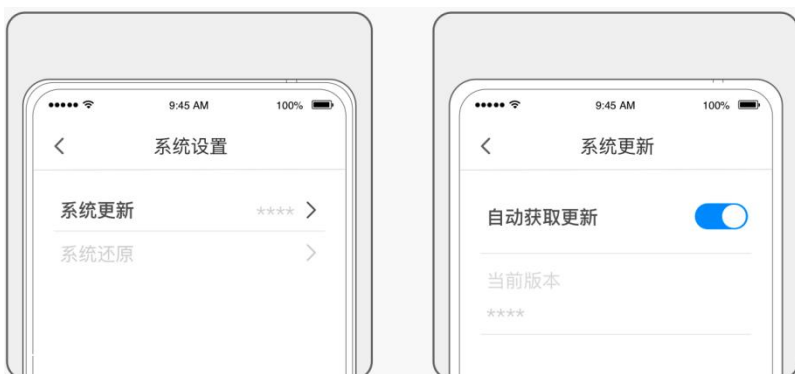 9:45 AM 100%
系统设置
系统更新 ****
系统还原
9:45 AM 100%
系统更新
自动获取更新
当前版本
****